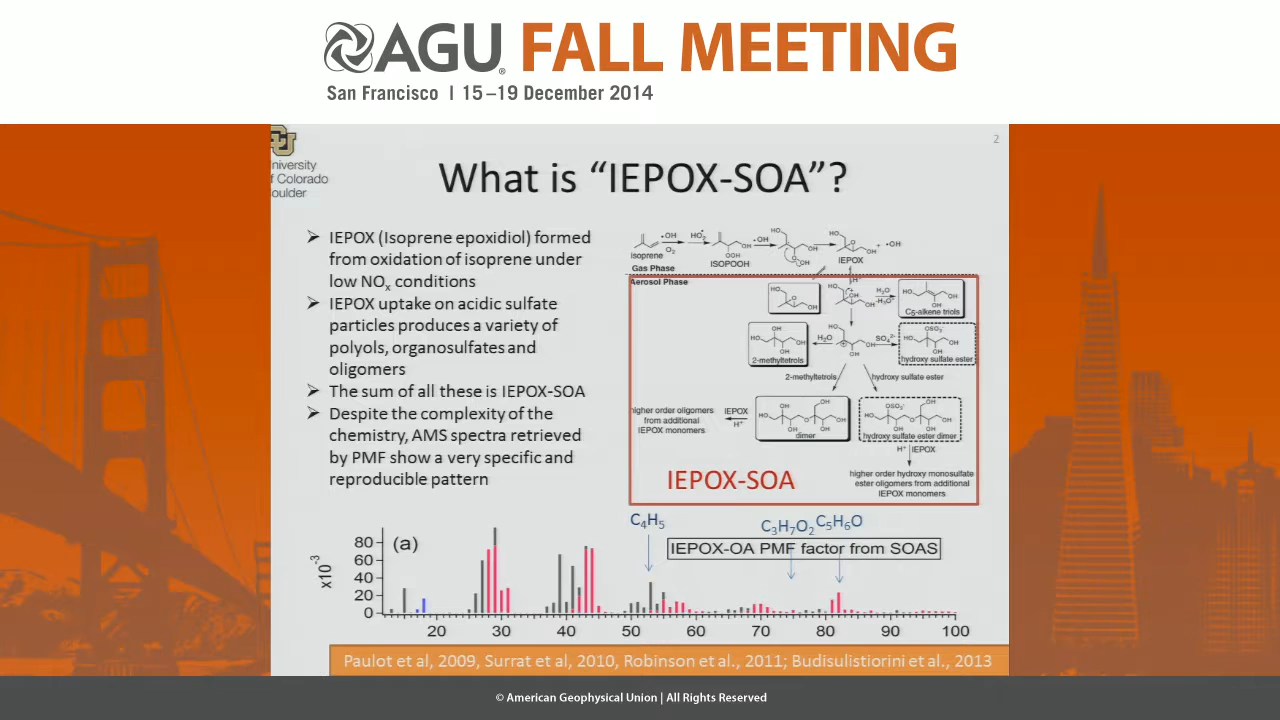 AGU FALL MEETING
San Francisco | 15–19 December 2014
2
CU
niversity
f Colorado
oulder
What is “IEPOX-SOA”?
➢ IEPOX (Isoprene epoxidiol) formed
from oxidation of isoprene under
low NOx conditions
➢ IEPOX uptake on acidic sulfate
particles produces a variety of
polyols, organosulfates and
oligomers
➢ The sum of all these is IEPOX-SOA
➢ Despite the complexity of the
chemistry, AMS spectra retrieved
by PMF show a very specific and
reproducible pattern
isoprene
ISOPOOH
IEPOX
Gas Phase
Aerosol Phase
C5-alkene triols
2-methyltetrols
hydroxy sulfate ester
2-methyltetrols
hydroxy sulfate ester
higher order oligomers
from additional
IEPOX monomers
IEPOX
H+
dimer
hydroxy sulfate ester dimer
H+ IEPOX
higher order hydroxy monosulfate
ester oligomers from additional
IEPOX monomers
IEPOX-SOA
C4H5
C3H7O2
C5H6O
IEPOX-OA PMF factor from SOAS
(a)
x10-3
80
60
40
20
0
20 30 40 50 60 70 80 90 100
Paulot et al, 2009, Surrat et al, 2010, Robinson et al., 2011; Budisulistiorini et al., 2013
© American Geophysical Union | All Rights Reserved